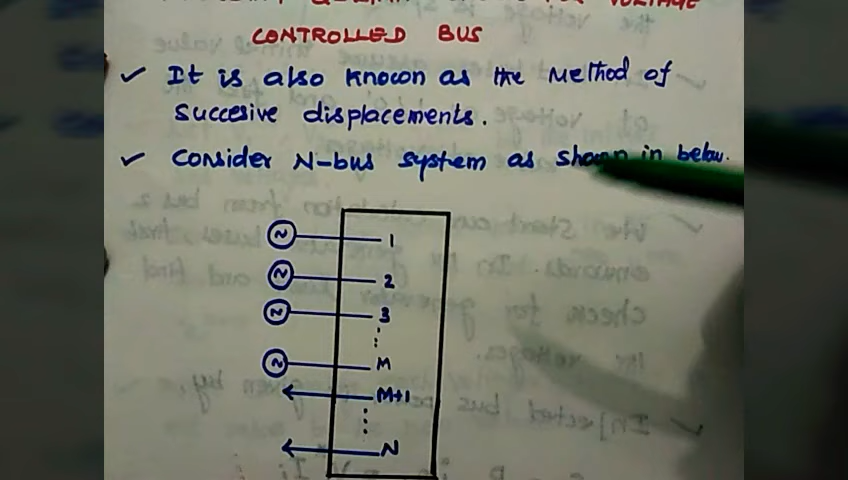 VOLTAGE
CONTROLLED BUS
✓ It is also known as the Method of
Succesive displacements.
✓ Consider N-bus system as shown in below.
~ 1
~ 2
~ 3
~ M
M+1
N